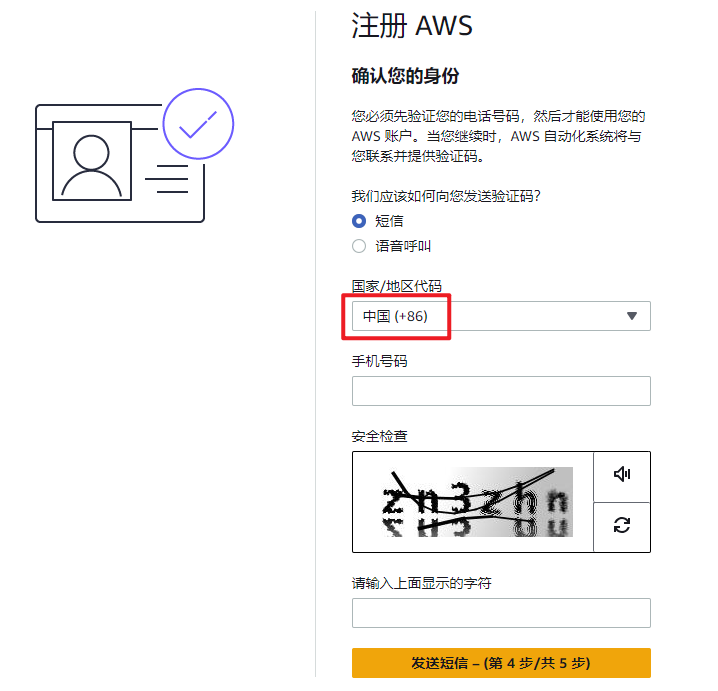 注册 AWS
确认您的身份
您必须先验证您的电话号码，然后才能使用您的
AWS 账户。当您继续时，AWS 自动化系统将与
您联系并提供验证码。
我们应该如何向您发送验证码?
短信
语音呼叫
国家/地区代码
中国 (+86)
手机号码
安全检查
zn3zhn
请输入上面显示的字符
发送短信 – (第 4 步/共 5 步)